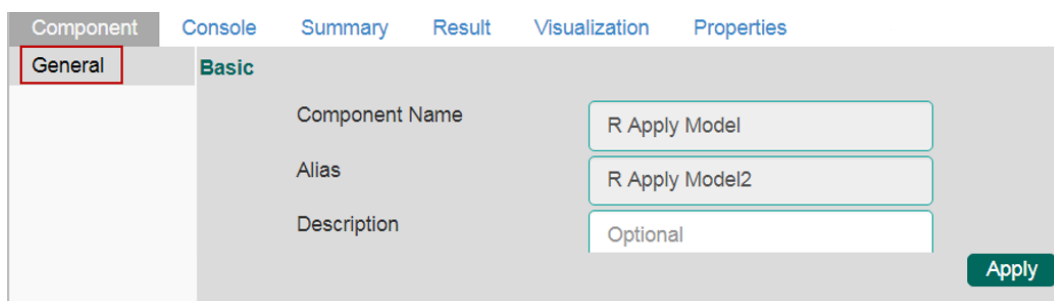 Component Console Summary Result Visualization Properties
General Basic
Component Name R Apply Model
Alias R Apply Model2
Description Optional
Apply